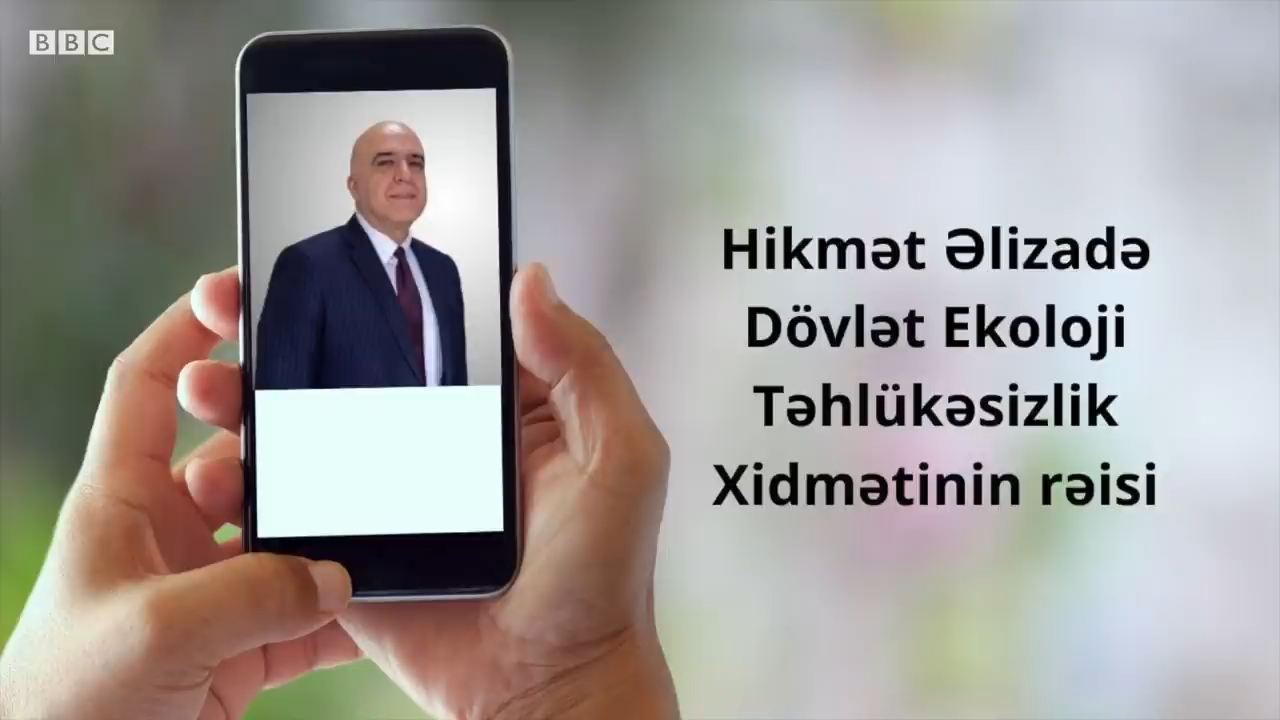 BBC
Hikmət Əlizadə
Dövlət Ekoloji
Təhlükəsizlik
Xidmətinin rəisi